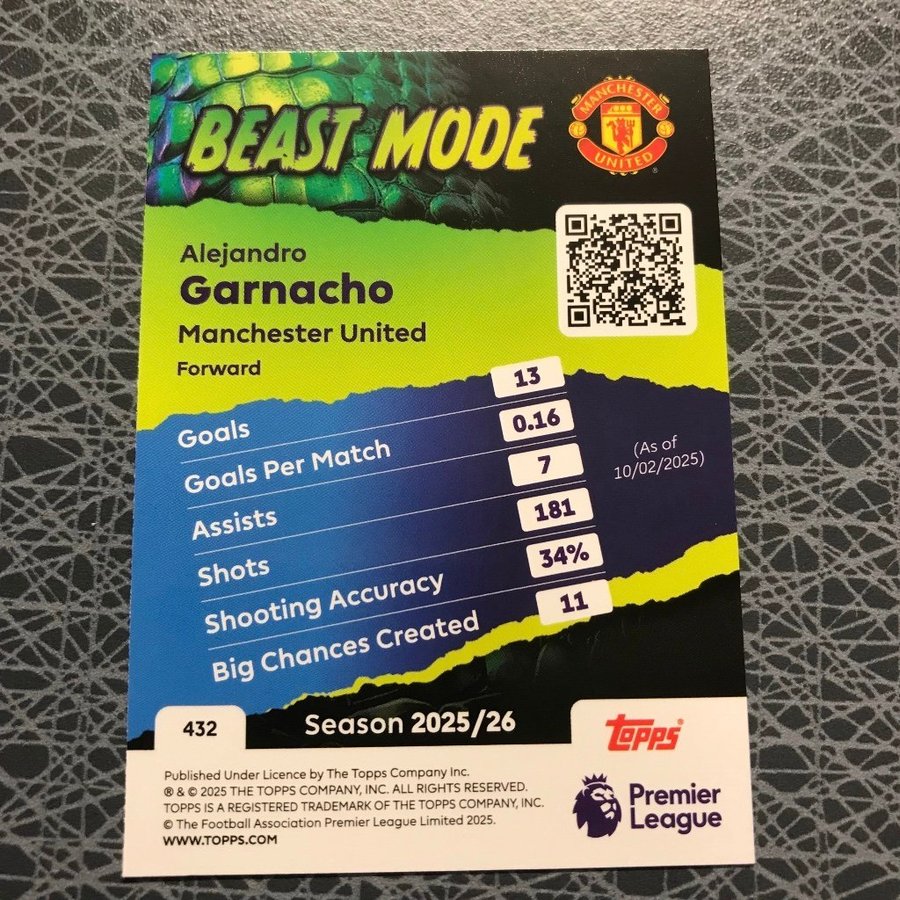 BEAST MODE
MANCHESTER
UNITED
®
Alejandro
Garnacho
Manchester United
Forward
Goals 13
Goals Per Match 0.16
Assists 7
Shots 181
Shooting Accuracy 34%
Big Chances Created 11
(As of
10/02/2025)
432
Season 2025/26
topps®
Published Under Licence by The Topps Company Inc.
® & © 2025 THE TOPPS COMPANY, INC. ALL RIGHTS RESERVED.
TOPPS IS A REGISTERED TRADEMARK OF THE TOPPS COMPANY, INC.
© The Football Association Premier League Limited 2025.
WWW.TOPPS.COM
Premier
League